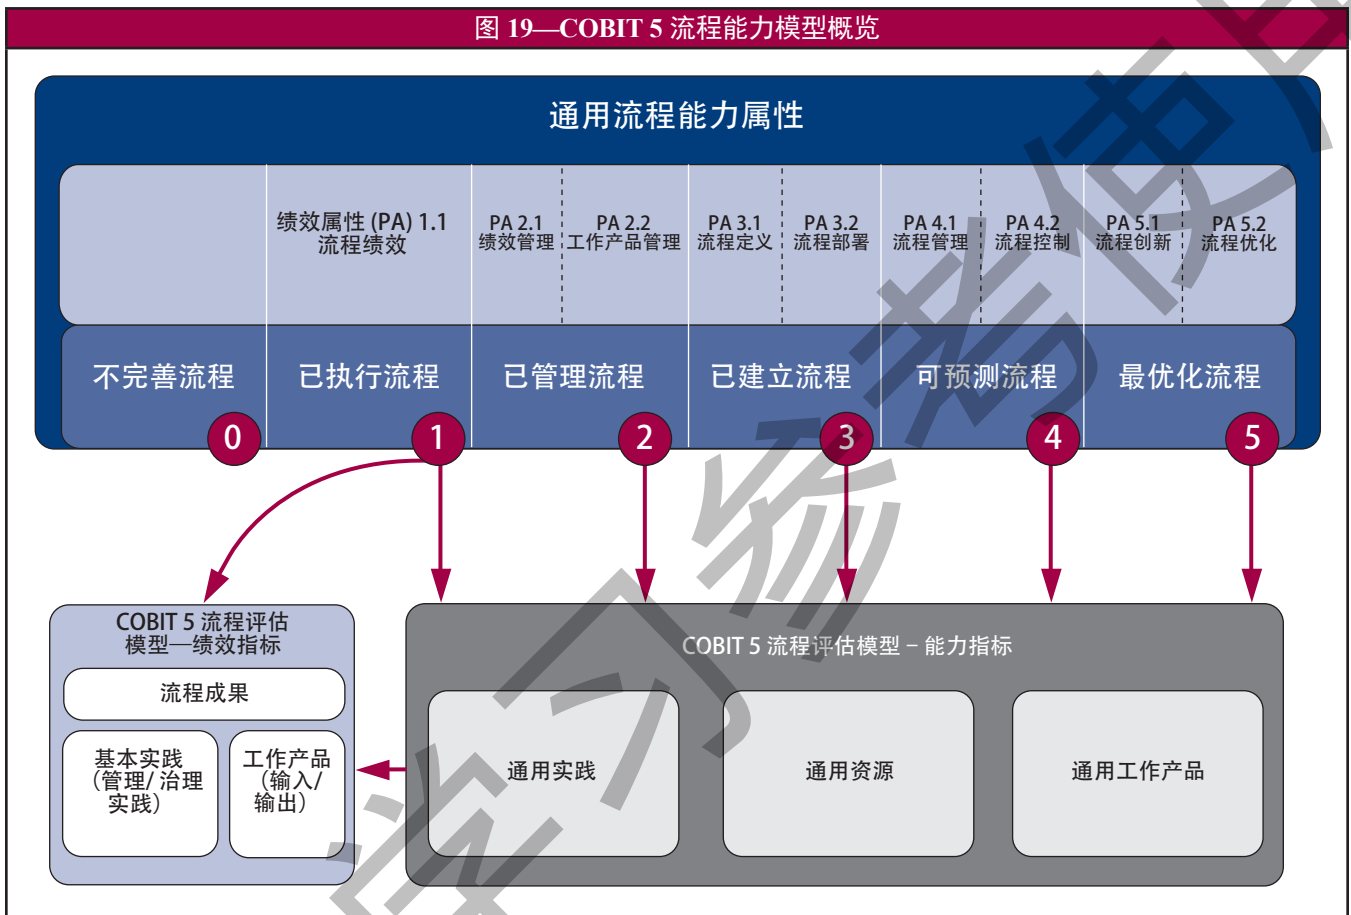 图 19—COBIT 5 流程能力模型概览
通用流程能力属性
绩效属性 (PA) 1.1
流程绩效
PA 2.1
绩效管理
PA 2.2
工作产品管理
PA 3.1
流程定义
PA 3.2
流程部署
PA 4.1
流程管理
PA 4.2
流程控制
PA 5.1
流程创新
PA 5.2
流程优化
不完善流程
已执行流程
已管理流程
已建立流程
可预测流程
最优化流程
0
1
2
3
4
5
COBIT 5 流程评估
模型—绩效指标
流程成果
基本实践
（管理/ 治理
实践）
工作产品
（输入/
输出）
COBIT 5 流程评估模型 – 能力指标
通用实践
通用资源
通用工作产品
学习参考使用